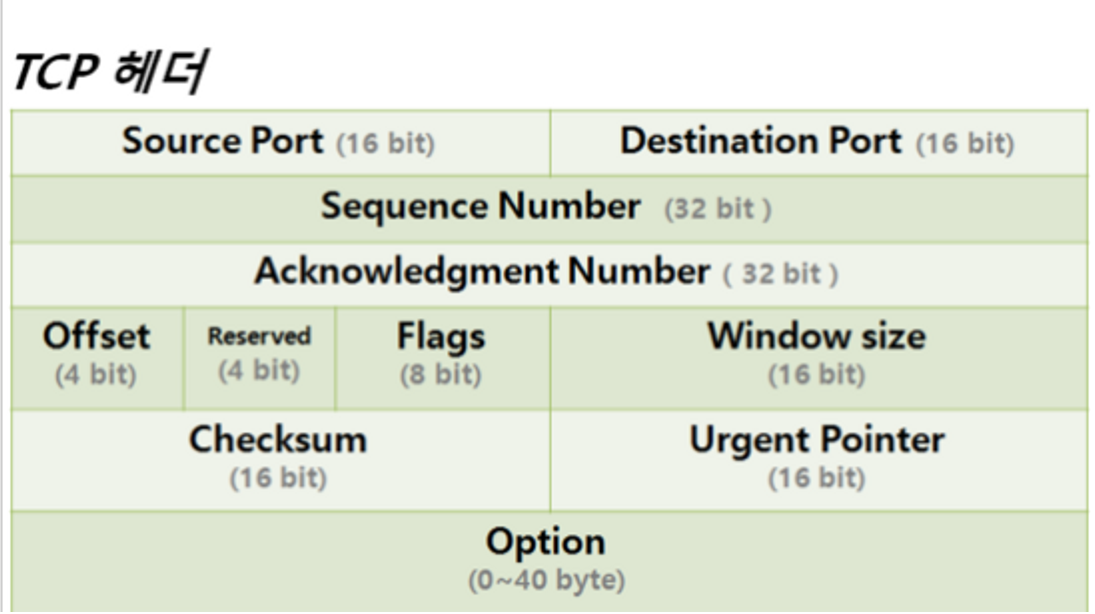 TCP 헤더
Source Port (16 bit) Destination Port (16 bit)
Sequence Number (32 bit )
Acknowledgment Number ( 32 bit )
Offset Reserved Flags Window size
(4 bit) (4 bit) (8 bit) (16 bit)
Checksum Urgent Pointer
(16 bit) (16 bit)
Option
(0~40 byte)